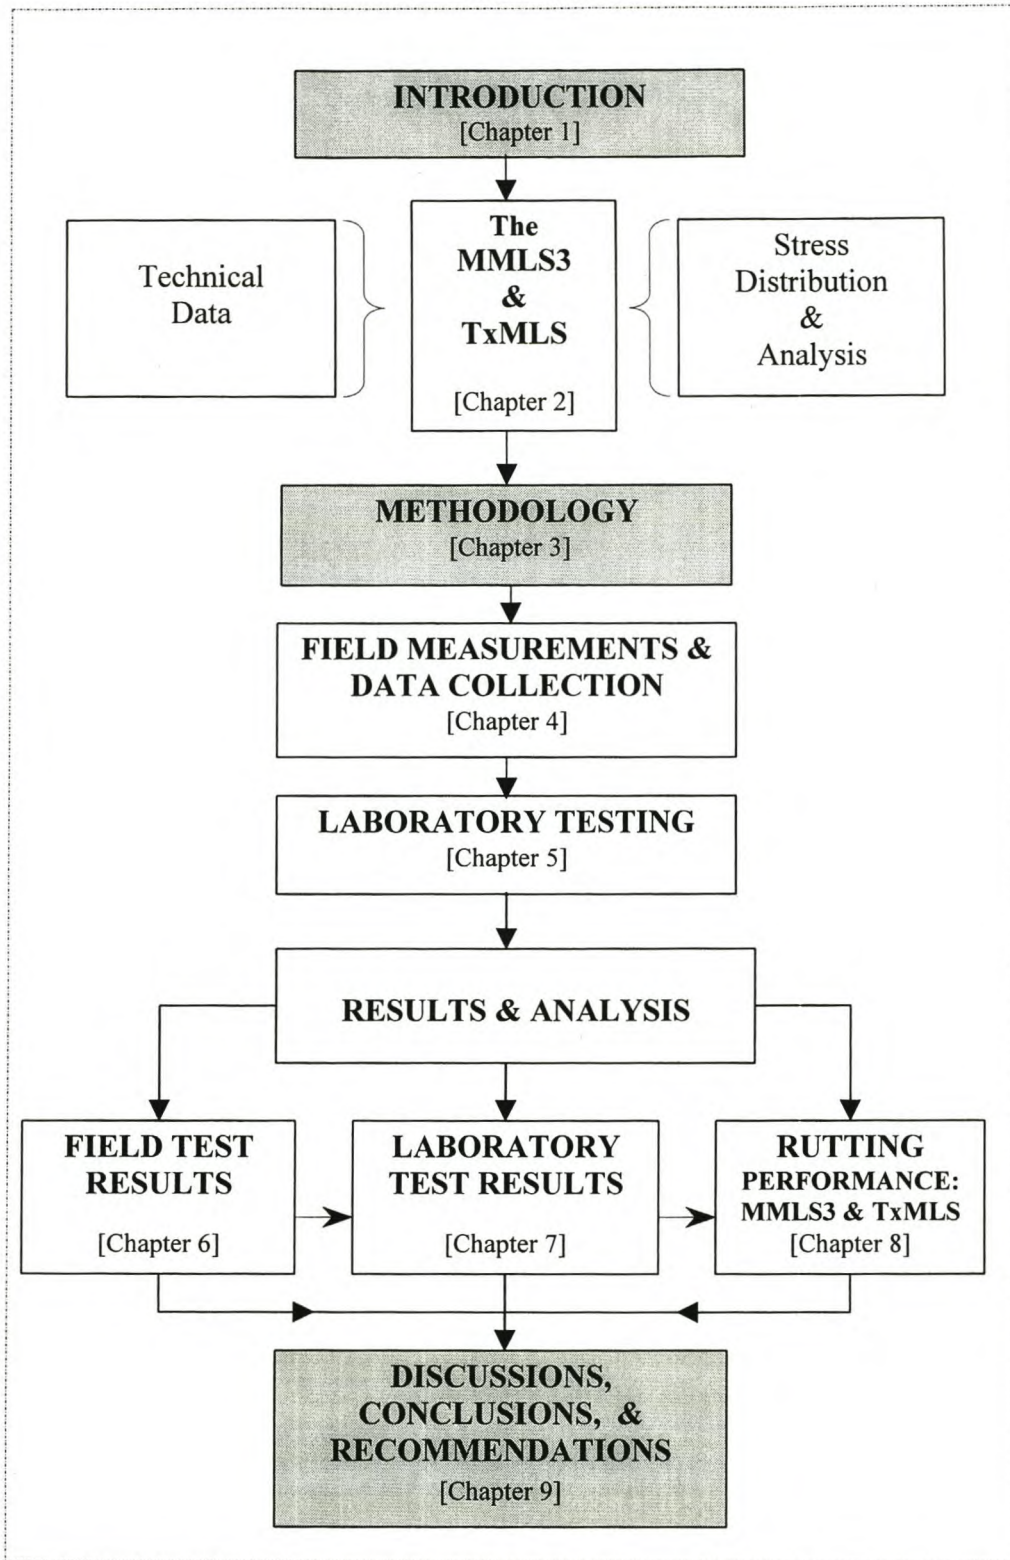 INTRODUCTION
[Chapter 1]
Technical
Data
The
MMLS3
&
TxMLS
[Chapter 2]
Stress
Distribution
&
Analysis
METHODOLOGY
[Chapter 3]
FIELD MEASUREMENTS &
DATA COLLECTION
[Chapter 4]
LABORATORY TESTING
[Chapter 5]
RESULTS & ANALYSIS
FIELD TEST
RESULTS
[Chapter 6]
LABORATORY
TEST RESULTS
[Chapter 7]
RUTTING
PERFORMANCE:
MMLS3 & TxMLS
[Chapter 8]
DISCUSSIONS,
CONCLUSIONS, &
RECOMMENDATIONS
[Chapter 9]